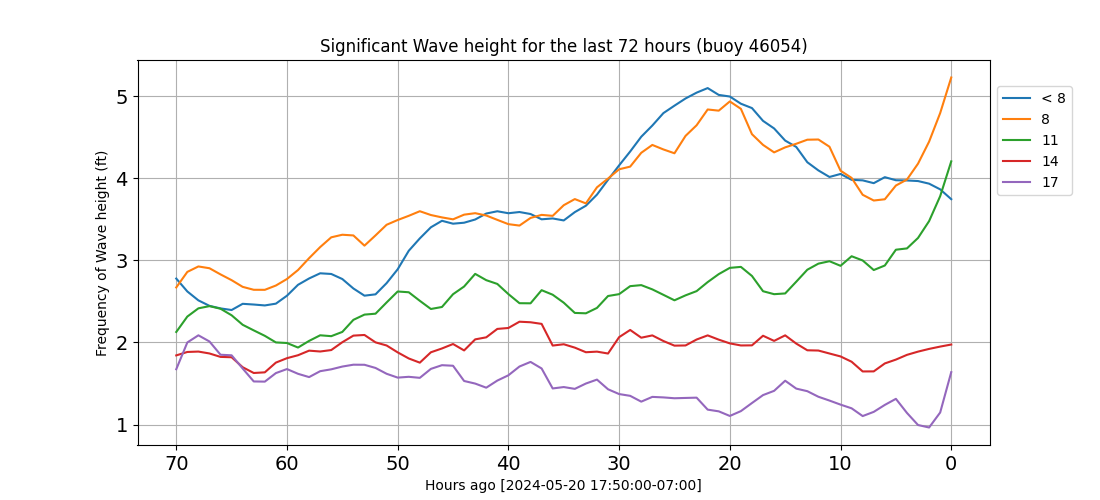 Significant Wave height for the last 72 hours (buoy 46054)
Frequency of Wave height (ft)
5
4
3
2
1
70 60 50 40 30 20 10 0
Hours ago [2024-05-20 17:50:00-07:00]
< 8
8
11
14
17